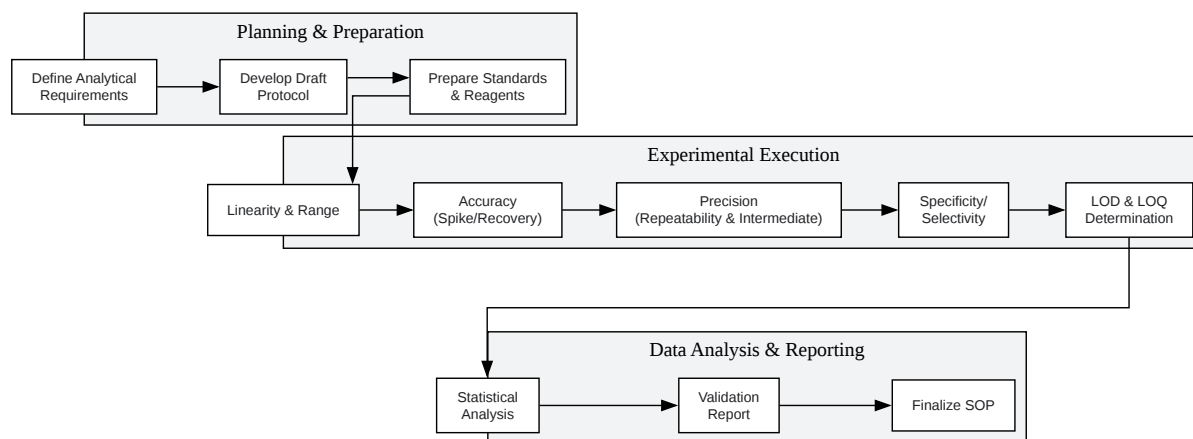 Planning & Preparation
Define Analytical
Requirements
Develop Draft
Protocol
Prepare Standards
& Reagents
Experimental Execution
Linearity & Range
Accuracy
(Spike/Recovery)
Precision
(Repeatability & Intermediate)
Specificity/
Selectivity
LOD & LOQ
Determination
Data Analysis & Reporting
Statistical
Analysis
Validation
Report
Finalize SOP